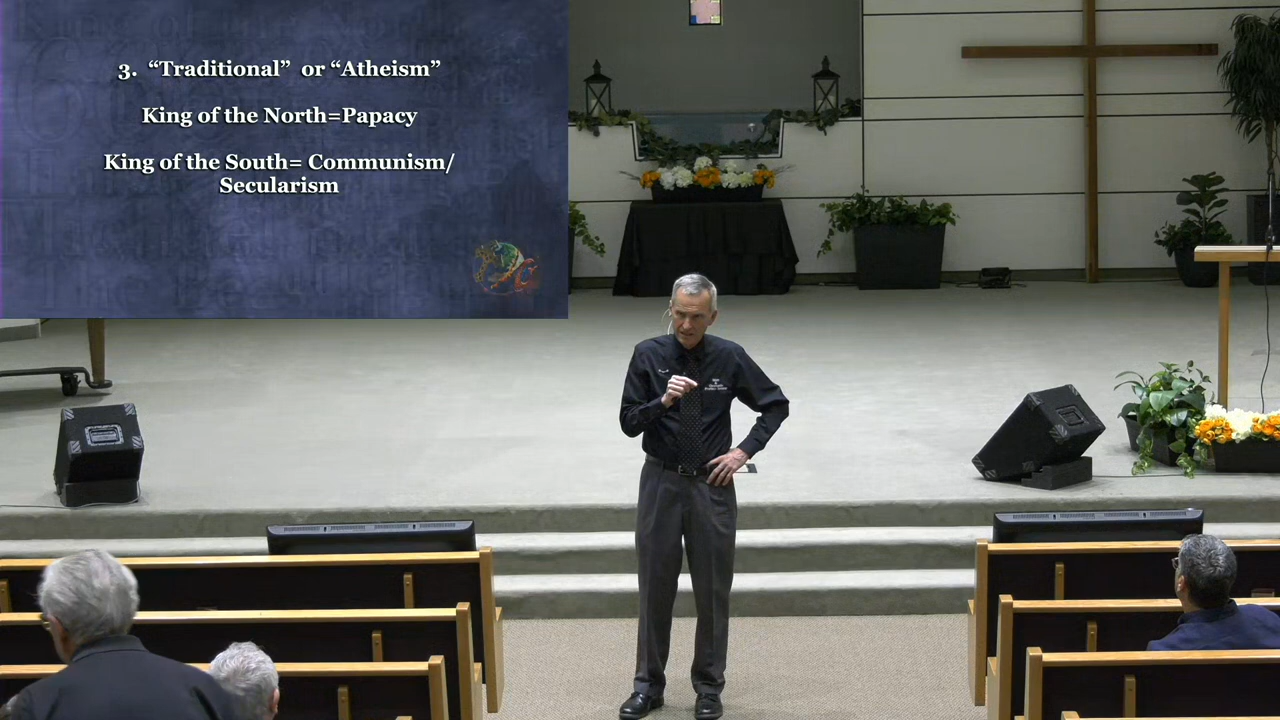 3. “Traditional” or “Atheism”
King of the North=Papacy
King of the South= Communism/
Secularism